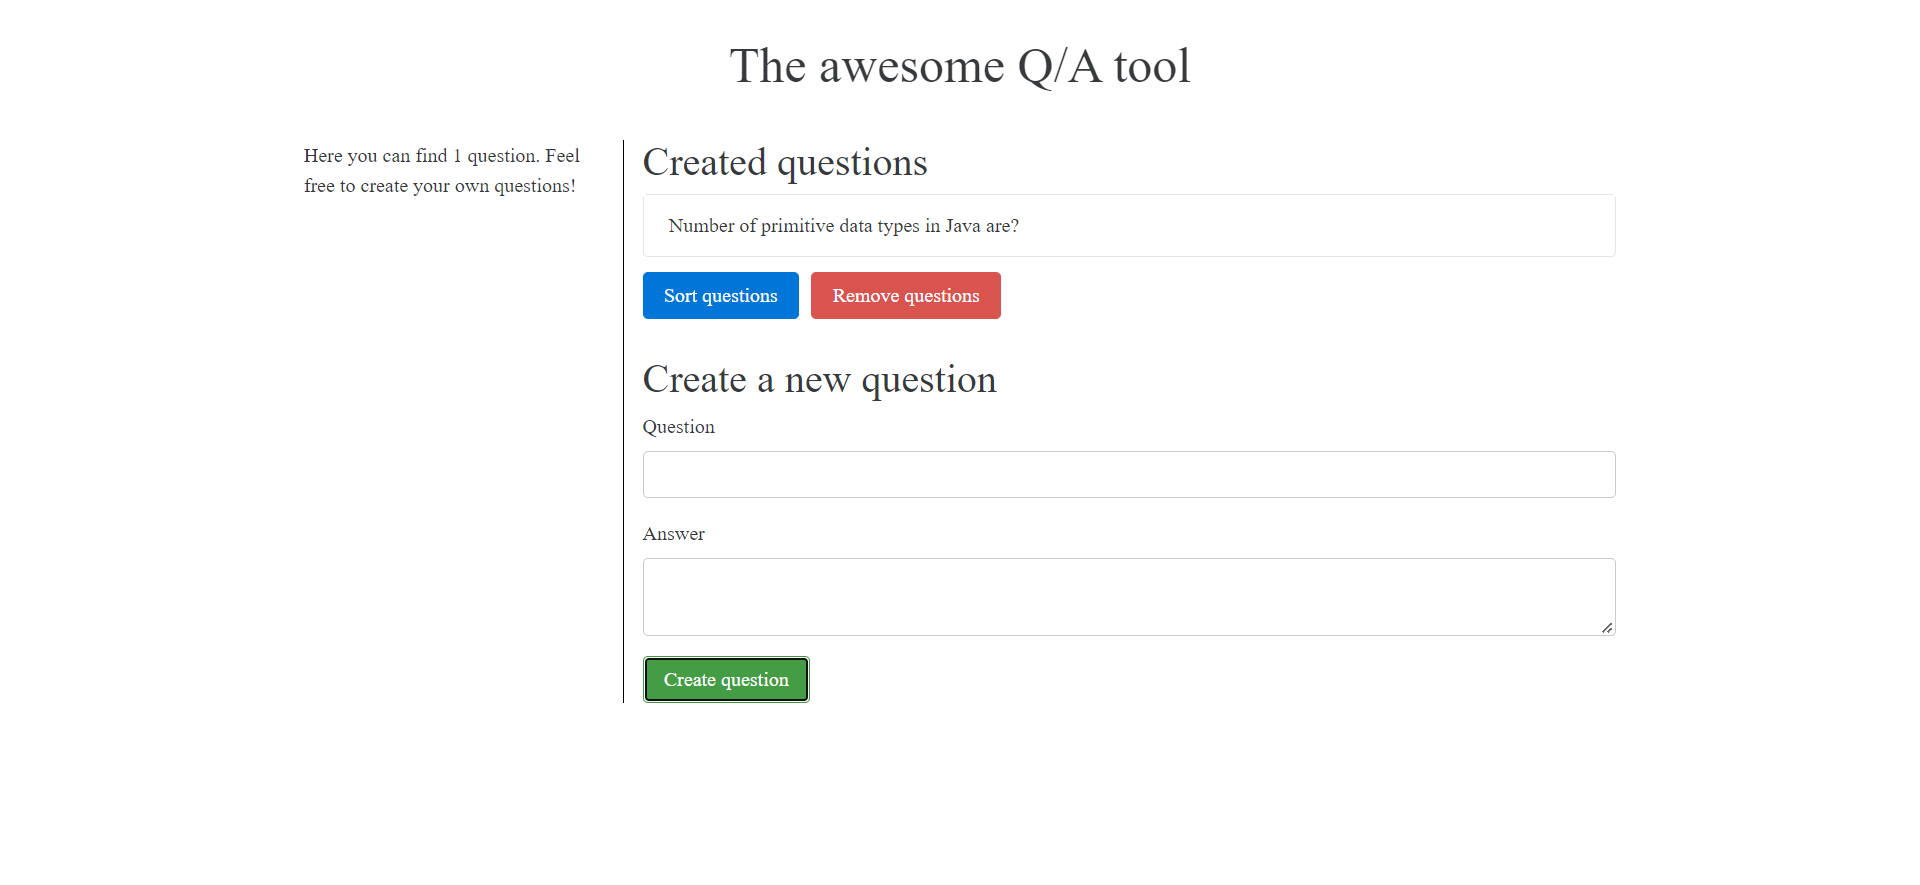 The awesome Q/A tool
Here you can find 1 question. Feel
free to create your own questions!
Created questions
Number of primitive data types in Java are?
Sort questions
Remove questions
Create a new question
Question
Answer
Create question